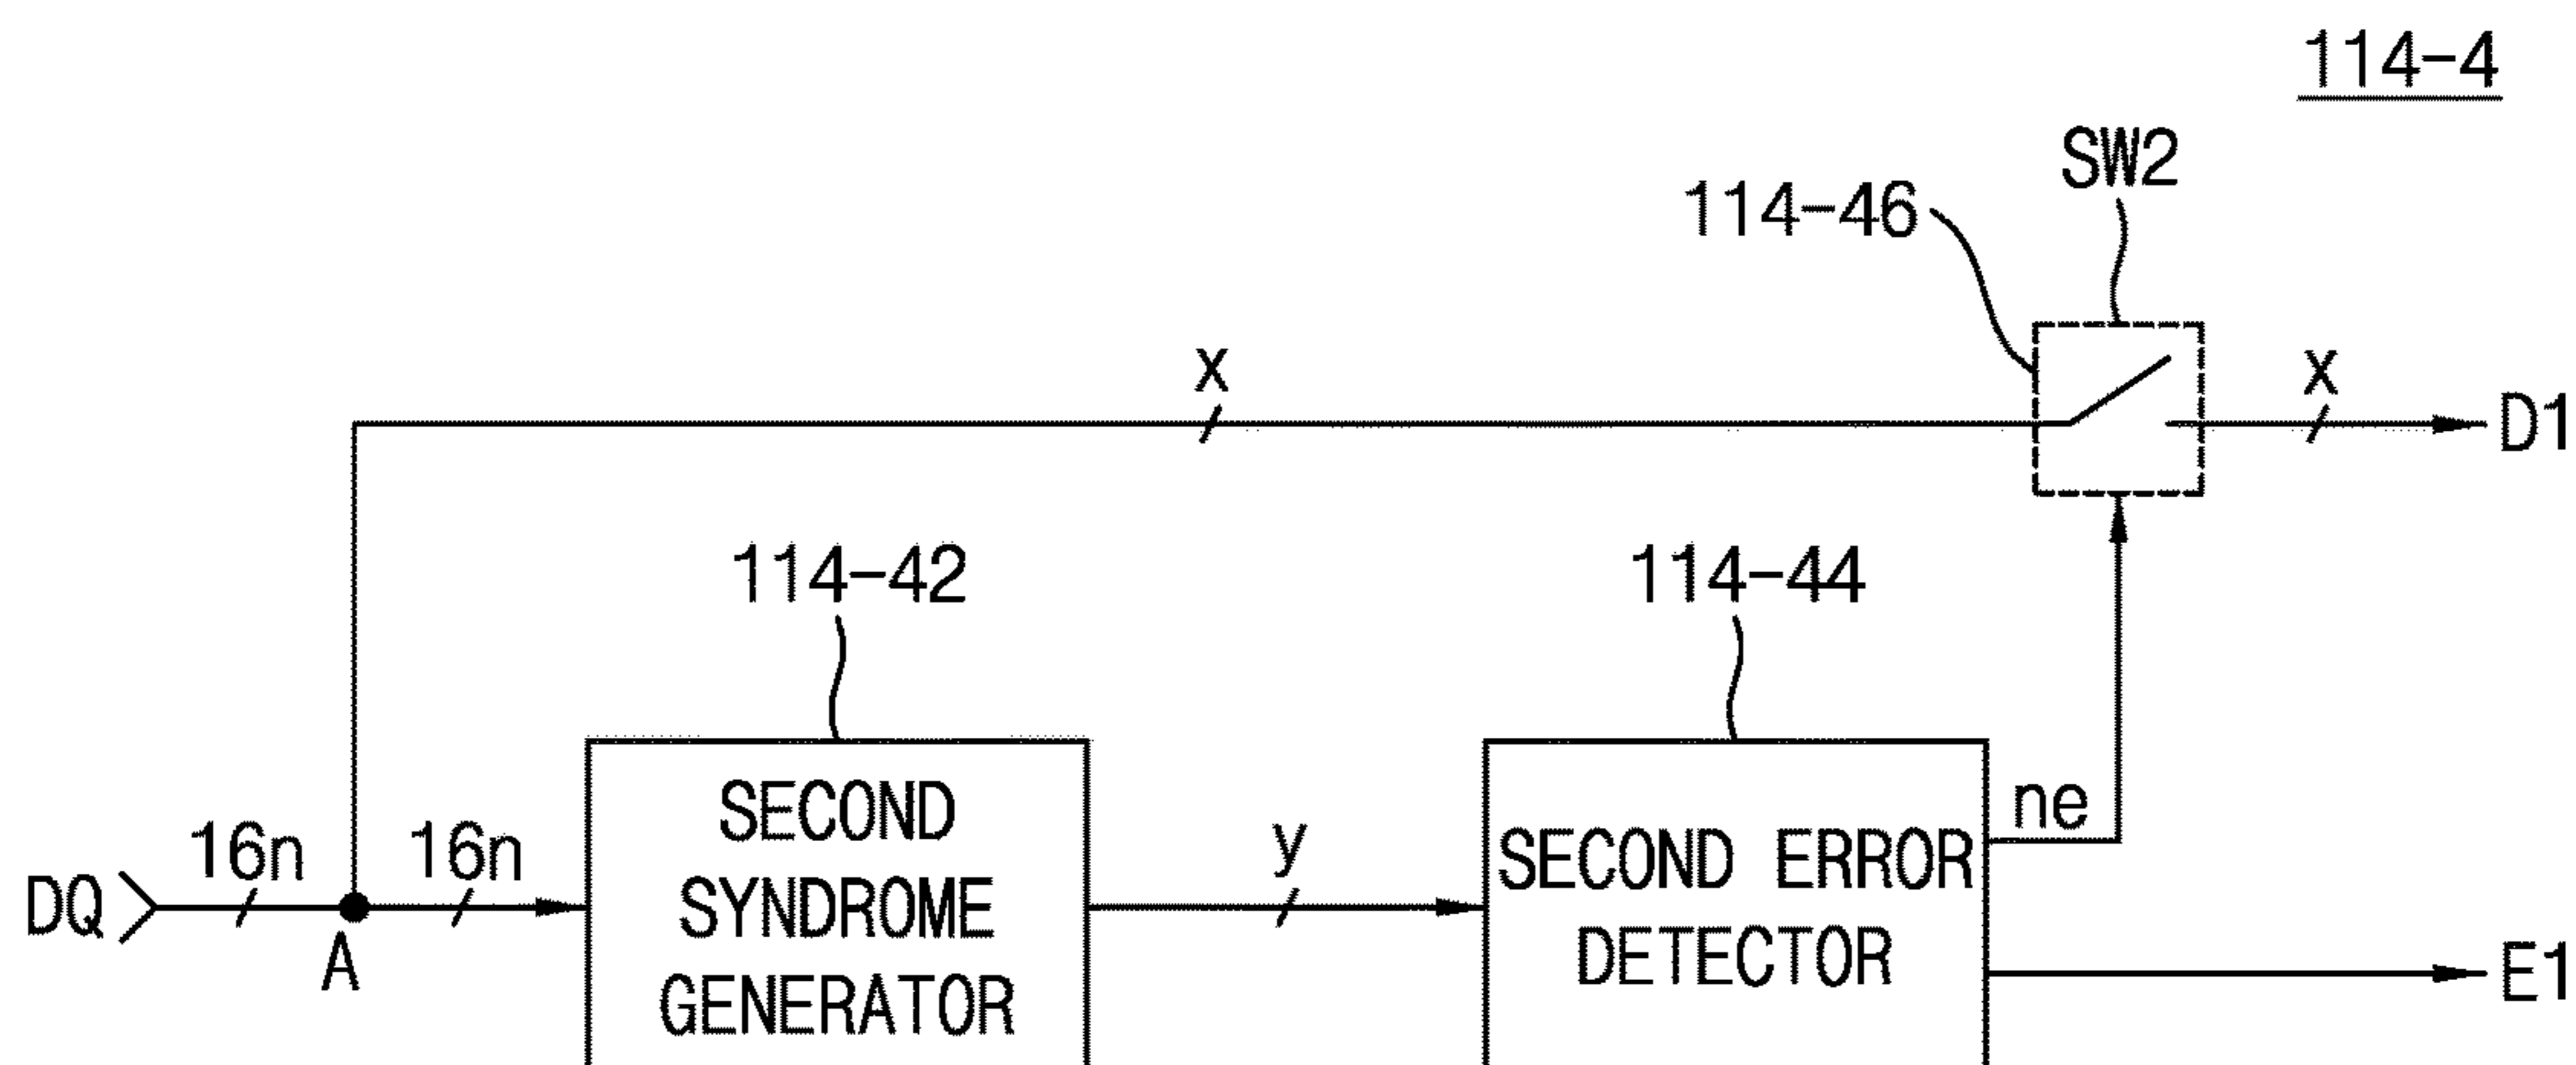 114-4
SW2
114-46
x
x
D1
114-42
114-44
ne
16n
16n
DQ
A
SECOND
SYNDROME
GENERATOR
y
SECOND ERROR
DETECTOR
E1